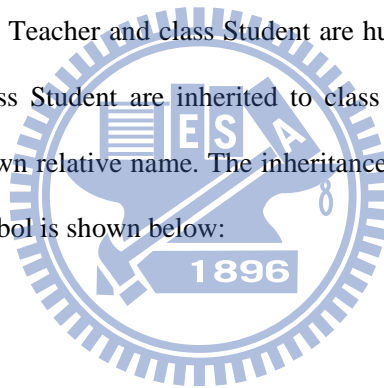 Teacher and class Student are hu
ss Student are inherited to class
wn relative name. The inheritance
bol is shown below:
E S A
1896